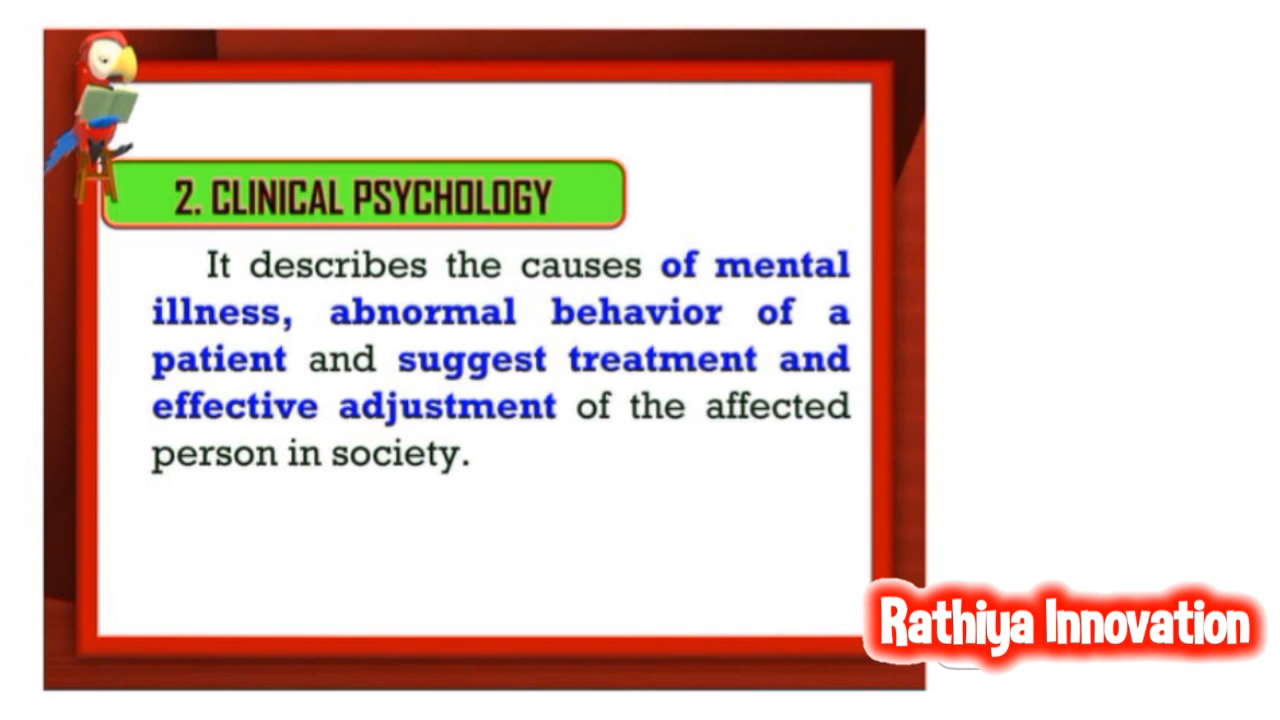 2. CLINICAL PSYCHOLOGY
It describes the causes of mental
illness, abnormal behavior of a
patient and suggest treatment and
effective adjustment of the affected
person in society.
Rathiya Innovation